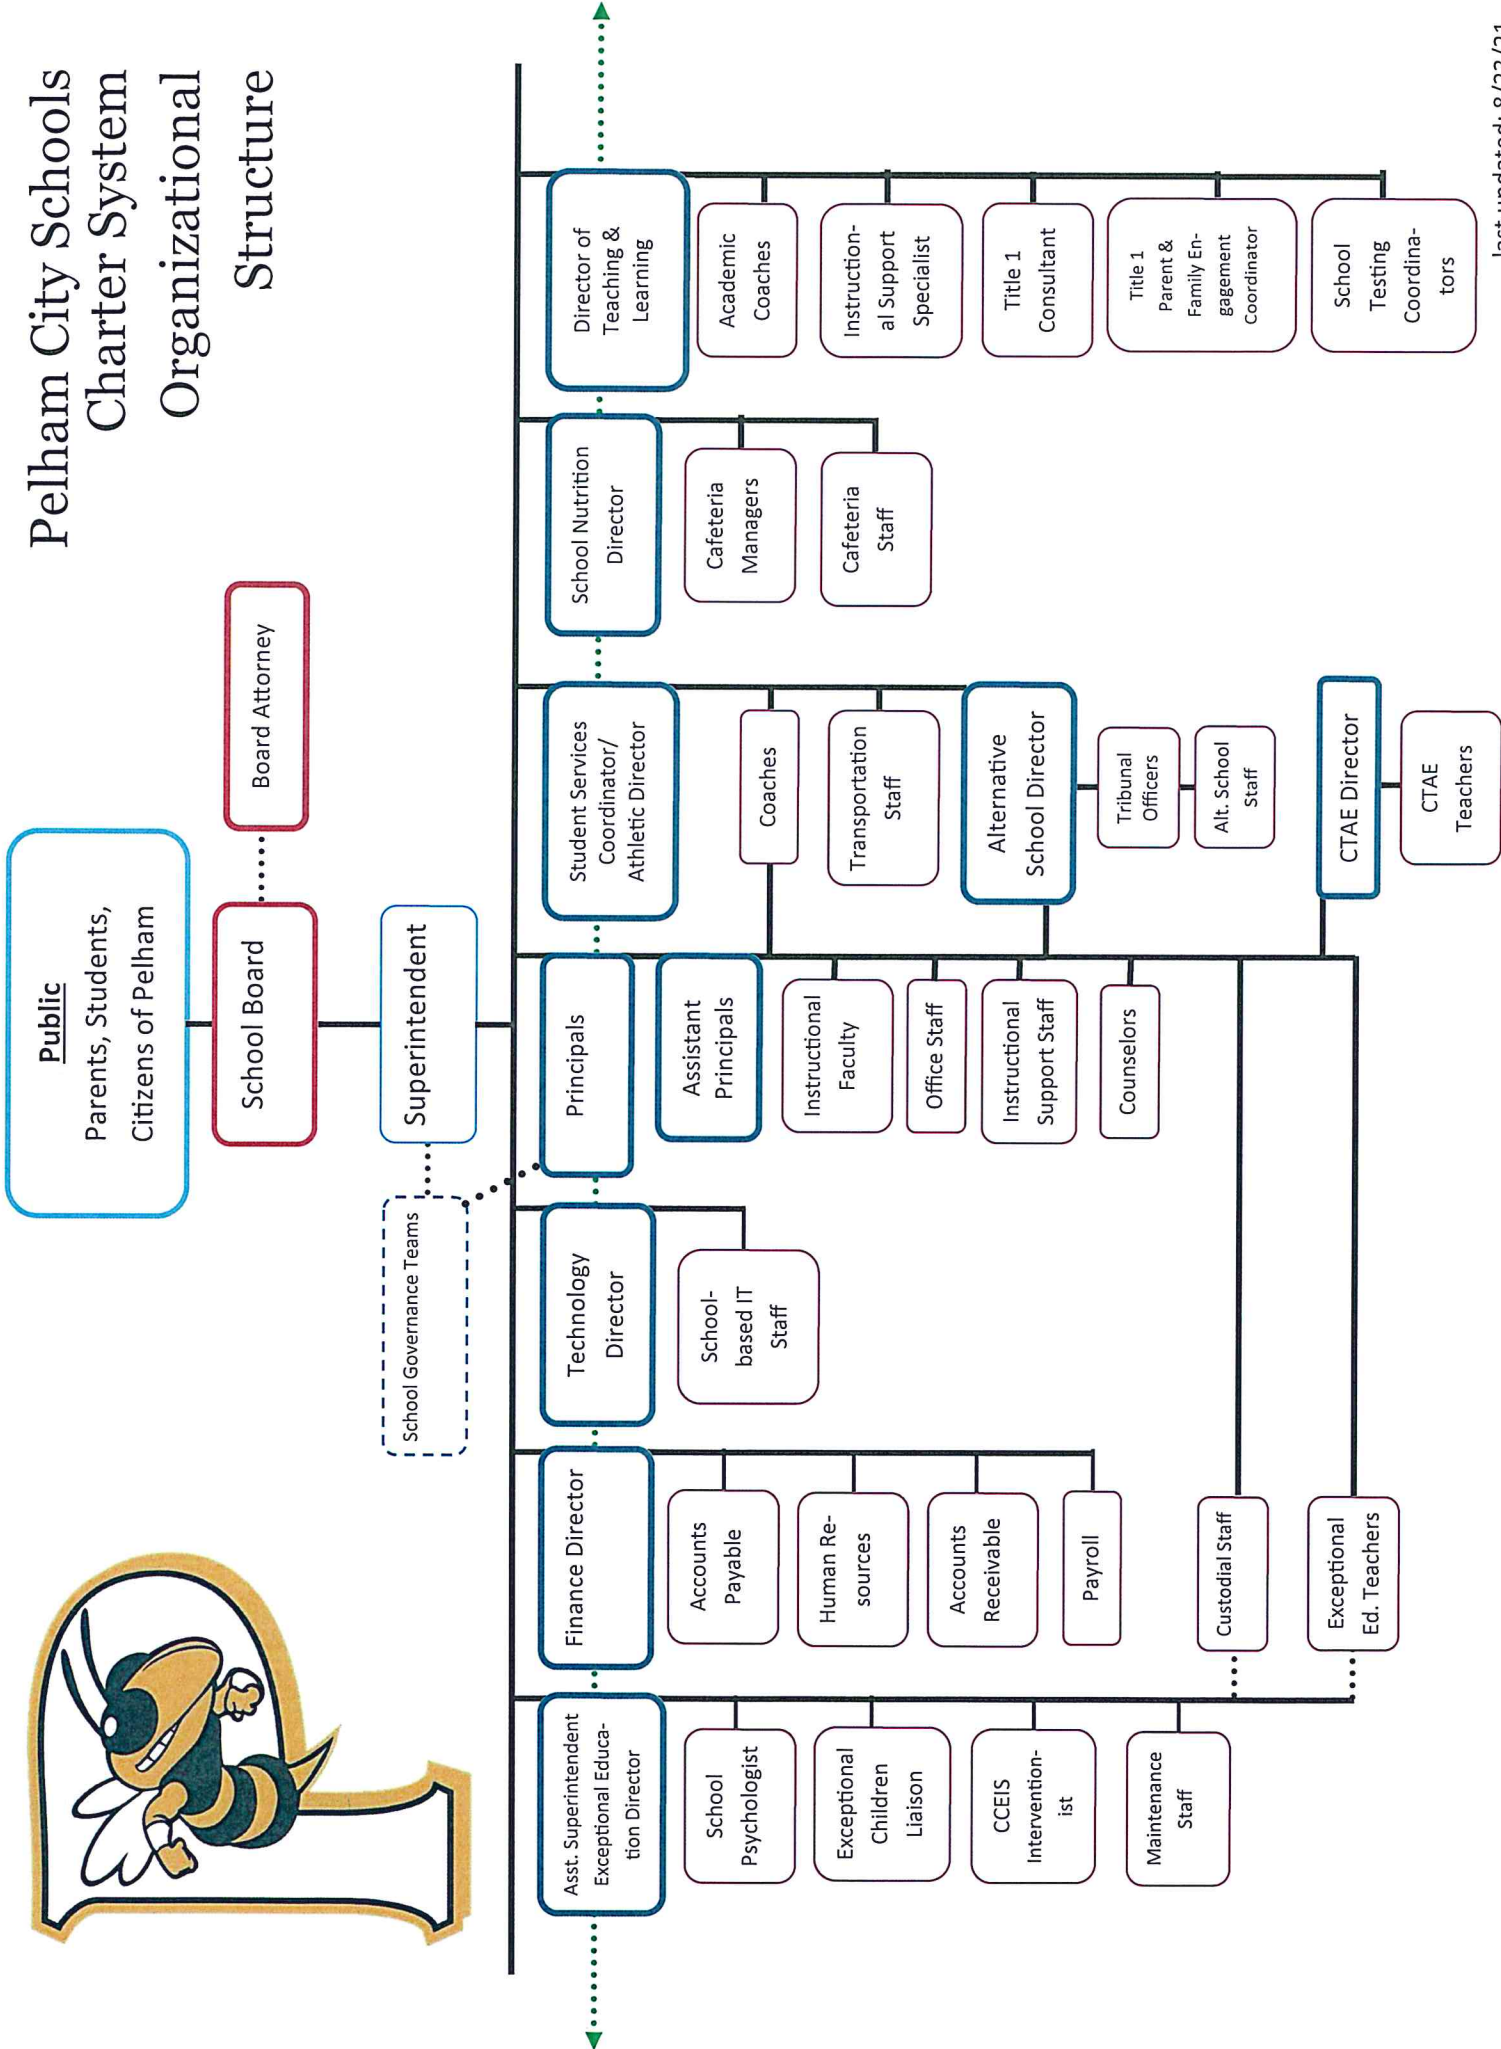 Pelham City Schools
Charter System
Organizational
Structure
Public
Parents, Students,
Citizens of Pelham
School Board
Board Attorney
Superintendent
School Governance Teams
Asst. Superintendent
Exceptional Educa-
tion Director
School
Psychologist
Exceptional
Children
Liaison
CCEIS
Intervention-
ist
Maintenance
Staff
Finance Director
Accounts
Payable
Human Re-
sources
Accounts
Receivable
Payroll
Custodial Staff
Exceptional
Ed. Teachers
Technology
Director
School-
based IT
Staff
Principals
Assistant
Principals
Instructional
Faculty
Office Staff
Instructional
Support Staff
Counselors
Student Services
Coordinator/
Athletic Director
Coaches
Transportation
Staff
Alternative
School Director
Tribunal
Officers
Alt. School
Staff
CTAE Director
CTAE
Teachers
School Nutrition
Director
Cafeteria
Managers
Cafeteria
Staff
Director of
Teaching &
Learning
Academic
Coaches
Instruction-
al Support
Specialist
Title 1
Consultant
Title 1
Parent &
Family En-
gagement
Coordinator
School
Testing
Coordina-
tors